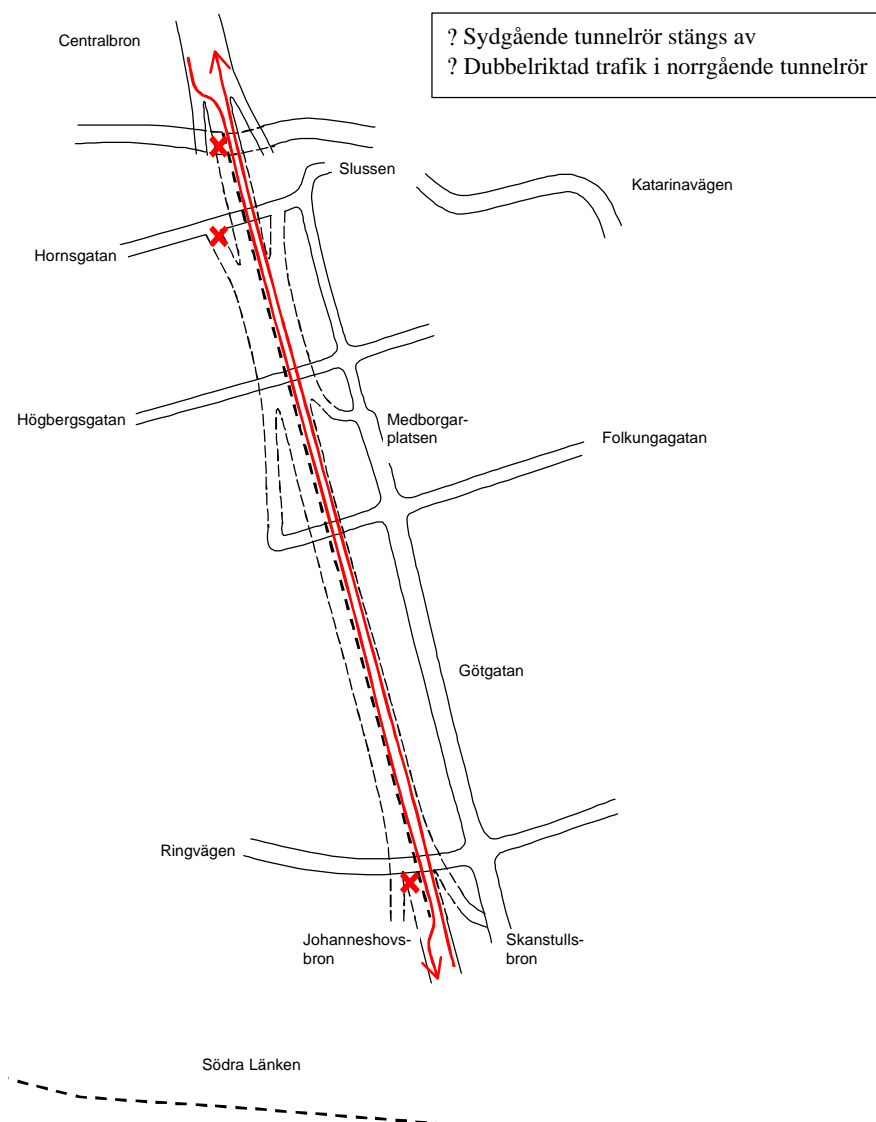 ? Sydgående tunnelrör stängs av
? Dubbelriktad trafik i norrgående tunnelrör
Centralbron
Slussen
Katarinavägen
Hornsgatan
Högbergsgatan
Medborgar-
platsen
Folkungagatan
Götgatan
Ringvägen
Johanneshovs-
bron
Skanstulls-
bron
Södra Länken